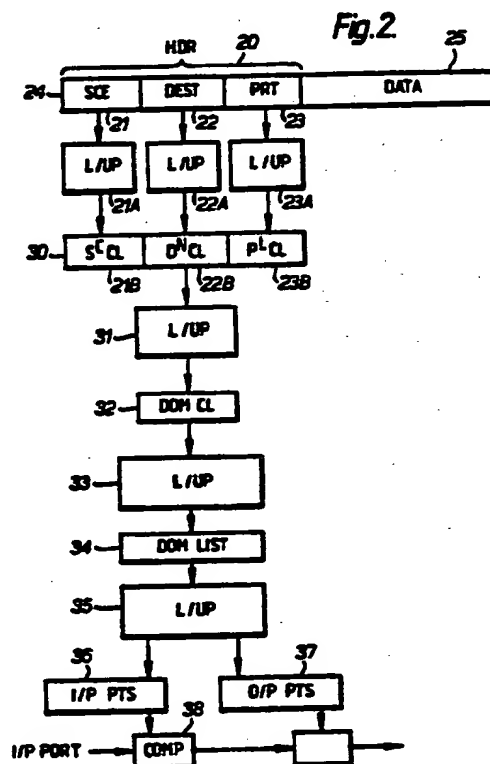 Fig.2.
HDR 20 25
24 SCE DEST PRT DATA
21 22 23
L/UP L/UP L/UP
21A 22A 23A
30 S^C CL D^N CL P^L CL
21B 22B 23B
31 L/UP
32 DOM CL
33 L/UP
34 DOM LIST
35 L/UP
36 37
I/P PTS O/P PTS
38
I/P PORT COMP